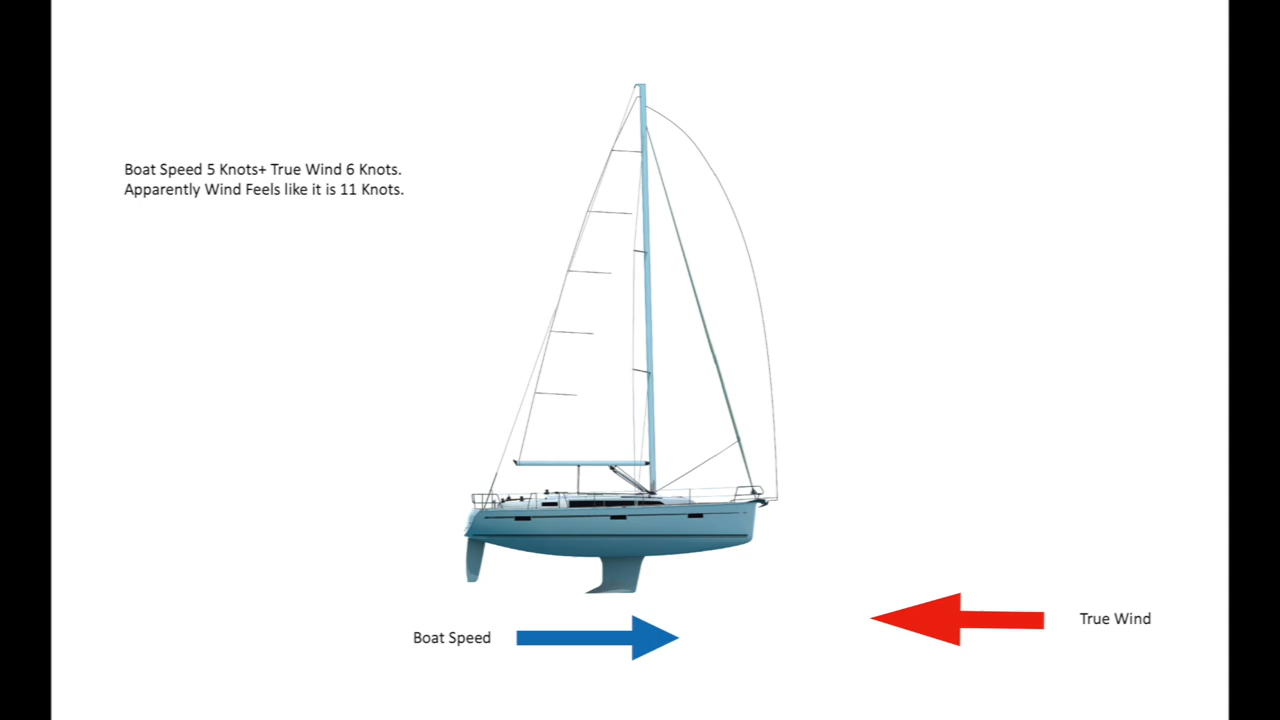 Boat Speed 5 Knots+ True Wind 6 Knots.
Apparently Wind Feels like it is 11 Knots.
Boat Speed
True Wind